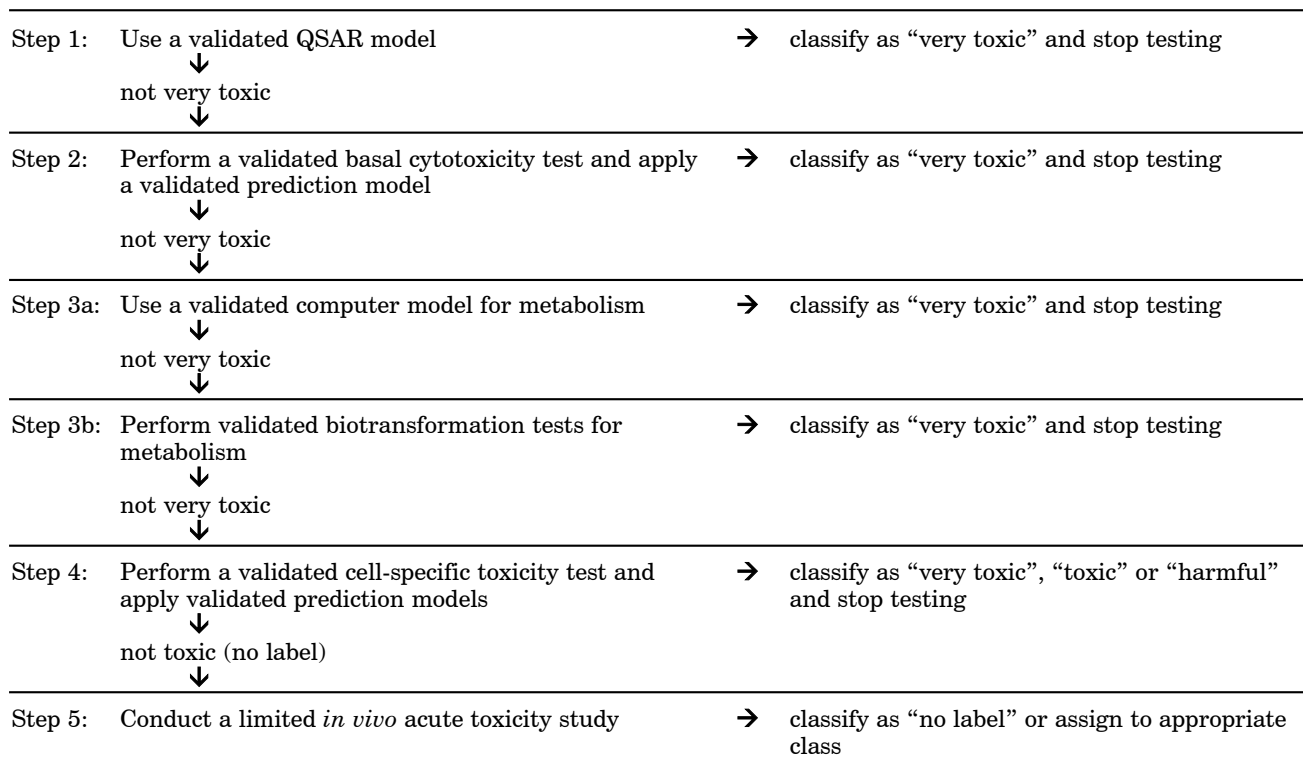 Step 1: Use a validated QSAR model → classify as “very toxic” and stop testing
↓
not very toxic
↓
Step 2: Perform a validated basal cytotoxicity test and apply → classify as “very toxic” and stop testing
a validated prediction model
↓
not very toxic
↓
Step 3a: Use a validated computer model for metabolism → classify as “very toxic” and stop testing
↓
not very toxic
↓
Step 3b: Perform validated biotransformation tests for → classify as “very toxic” and stop testing
metabolism
↓
not very toxic
↓
Step 4: Perform a validated cell-specific toxicity test and → classify as “very toxic”, “toxic” or “harmful”
apply validated prediction models and stop testing
↓
not toxic (no label)
↓
Step 5: Conduct a limited in vivo acute toxicity study → classify as “no label” or assign to appropriate
class